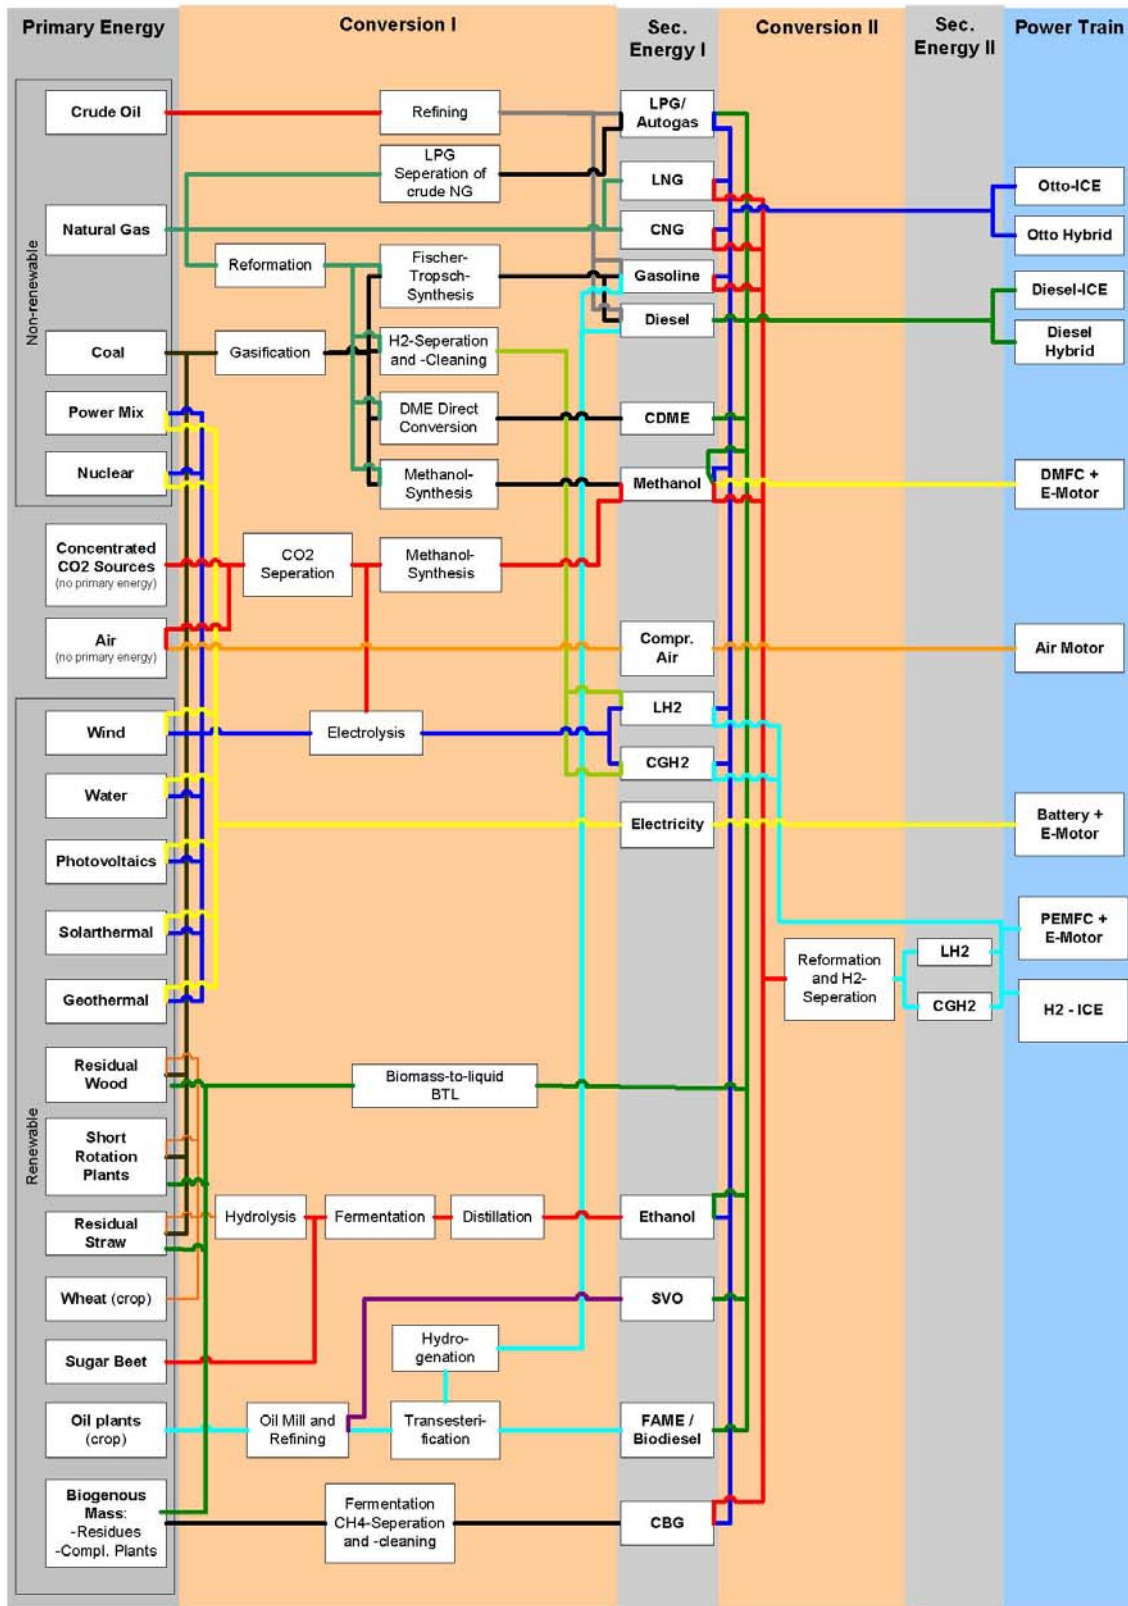 Primary Energy
Conversion I
Sec.
Energy I
Conversion II
Sec.
Energy II
Power Train
Non-renewable
Crude Oil
Natural Gas
Coal
Power Mix
Nuclear
Concentrated
CO2 Sources
(no primary energy)
Air
(no primary energy)
Renewable
Wind
Water
Photovoltaics
Solarthermal
Geothermal
Residual
Wood
Short
Rotation
Plants
Residual
Straw
Wheat (crop)
Sugar Beet
Oil plants
(crop)
Biogenous
Mass:
-Residues
-Compl. Plants
Refining
LPG
Seperation of
crude NG
Reformation
Fischer-
Tropsch-
Synthesis
Gasification
H2-Seperation
and -Cleaning
DME Direct
Conversion
Methanol-
Synthesis
CO2
Seperation
Methanol-
Synthesis
Electrolysis
Biomass-to-liquid
BTL
Hydrolysis
Fermentation
Distillation
Hydro-
genation
Oil Mill and
Refining
Transesteri-
fication
Fermentation
CH4-Seperation
and -cleaning
LPG/
Autogas
LNG
CNG
Gasoline
Diesel
CDME
Methanol
Compr.
Air
LH2
CGH2
Electricity
Ethanol
SVO
FAME /
Biodiesel
CBG
Reformation
and H2-
Seperation
LH2
CGH2
Otto-ICE
Otto Hybrid
Diesel-ICE
Diesel
Hybrid
DMFC +
E-Motor
Air Motor
Battery +
E-Motor
PEMFC +
E-Motor
H2 - ICE